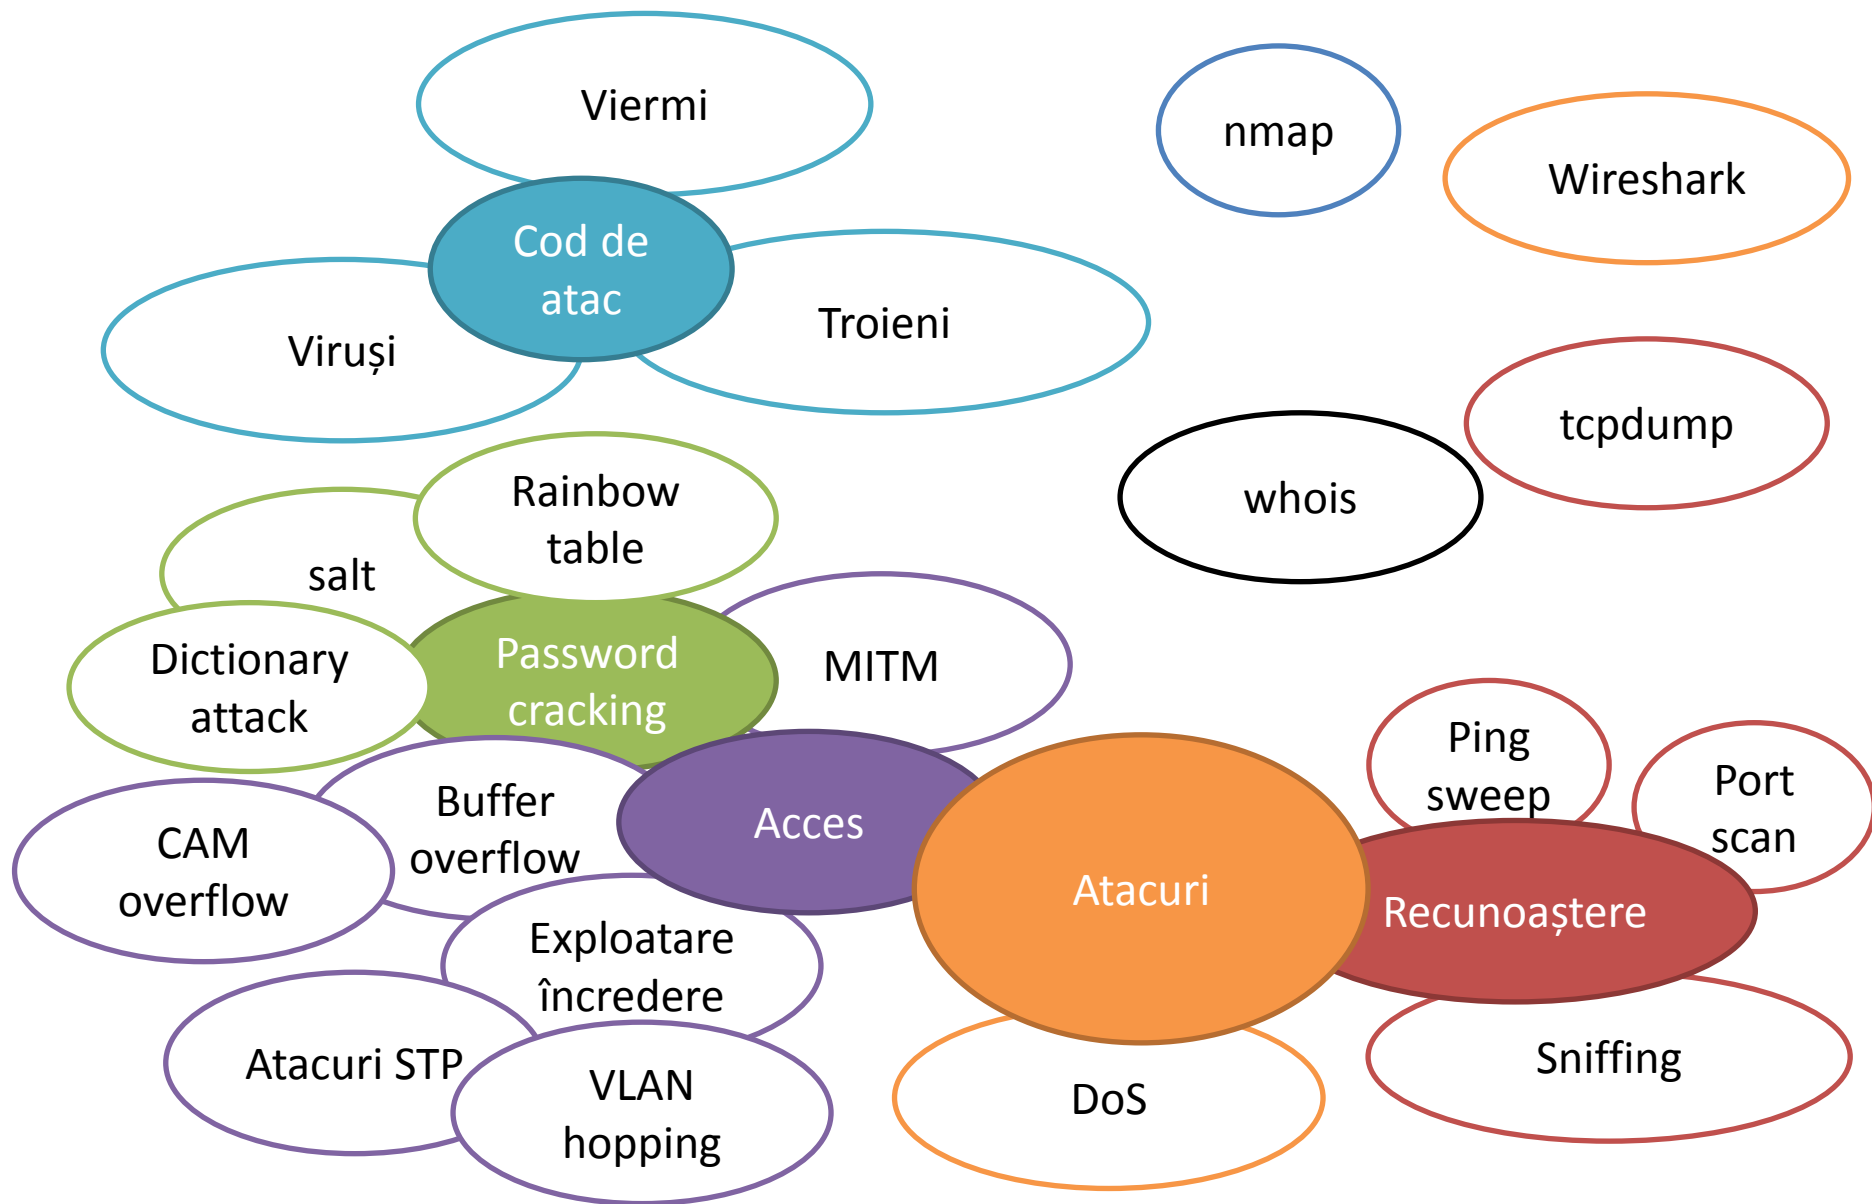 Viermi
nmap
Wireshark
Cod de
atac
Troieni
Viruși
tcpdump
whois
Rainbow
table
salt
Dictionary
attack
Password
cracking
MITM
Ping
sweep
Port
scan
Buffer
overflow
Acces
CAM
overflow
Atacuri
Recunoaștere
Exploatare
încredere
Atacuri STP
VLAN
hopping
DoS
Sniffing